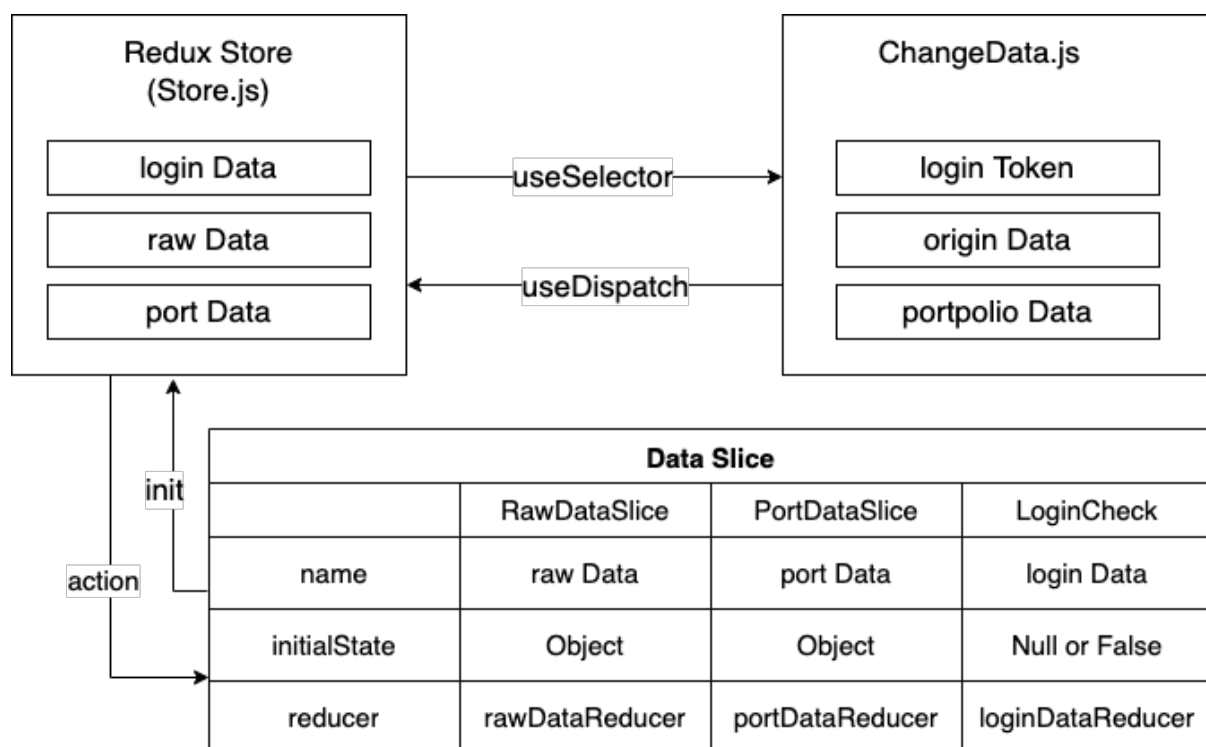 Redux Store
(Store.js)
login Data
raw Data
port Data
useSelector
useDispatch
ChangeData.js
login Token
origin Data
portpolio Data
init
action
Data Slice
RawDataSlice PortDataSlice LoginCheck
name raw Data port Data login Data
initialState Object Object Null or False
reducer rawDataReducer portDataReducer loginDataReducer